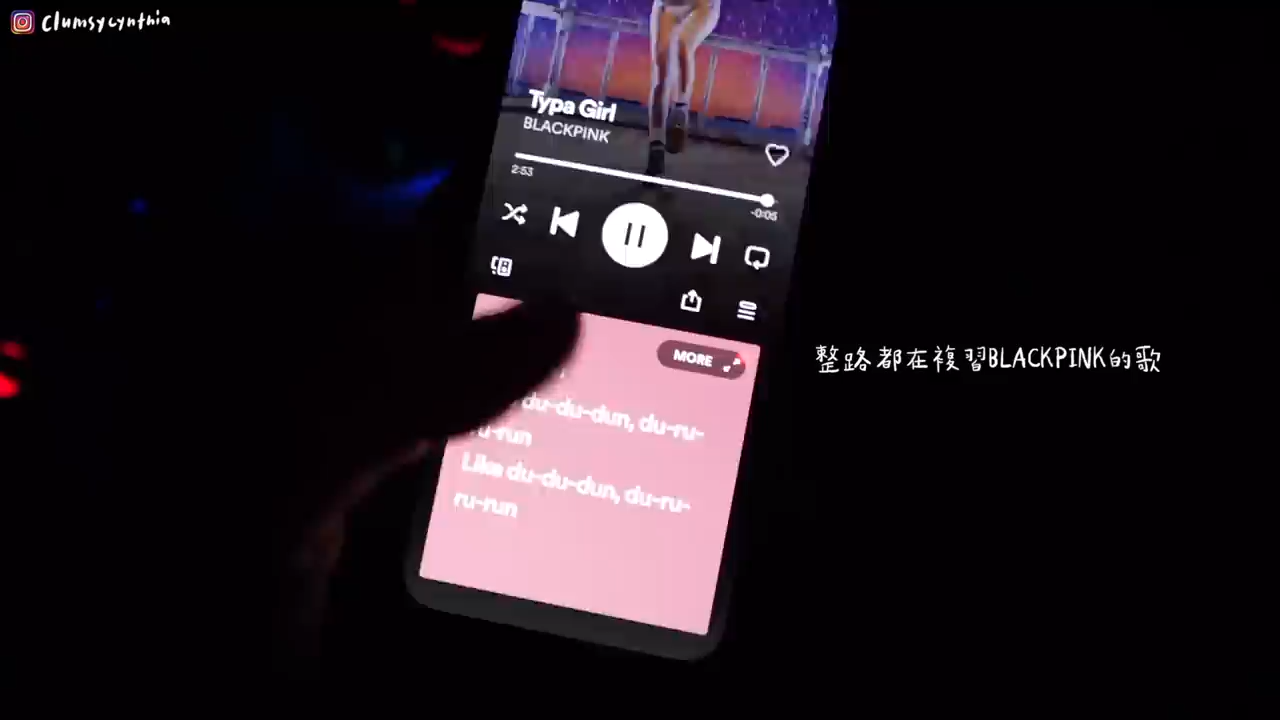 Clumsycynthia
Typa Girl
BLACKPINK
2:53
-0:05
MORE
du-du-dun, du-ru-
ru-run
Like du-du-dun, du-ru-
ru-run
整路都在複習BLACKPINK的歌